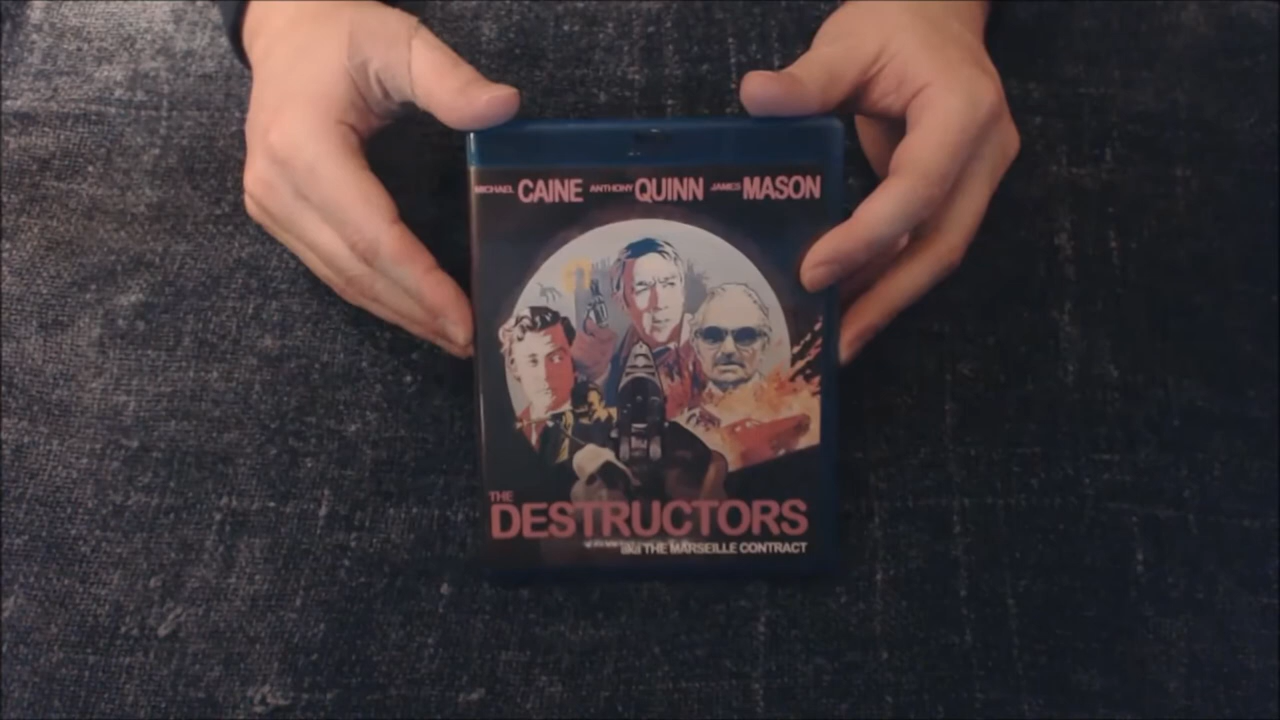 MICHAEL CAINE ANTHONY QUINN JAMES MASON
THE
DESTRUCTORS
aka THE MARSEILLE CONTRACT